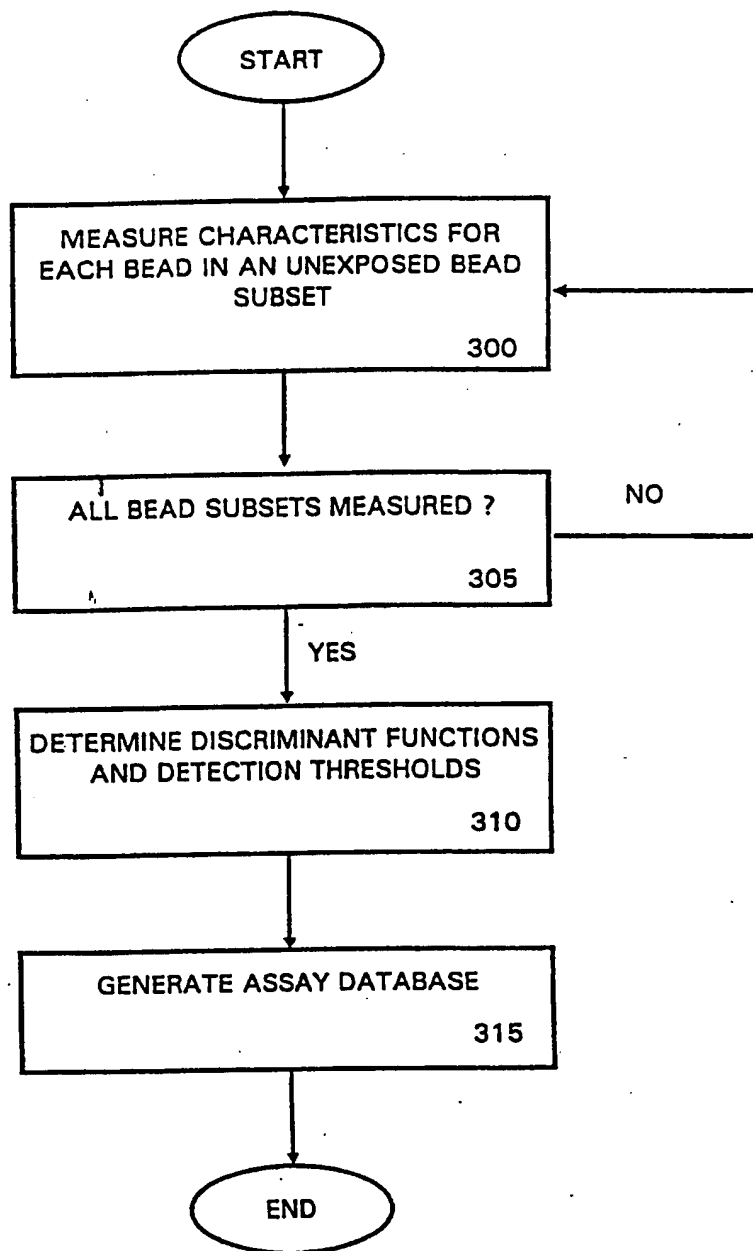 START
MEASURE CHARACTERISTICS FOR
EACH BEAD IN AN UNEXPOSED BEAD
SUBSET
300
ALL BEAD SUBSETS MEASURED ?
NO
305
YES
DETERMINE DISCRIMINANT FUNCTIONS
AND DETECTION THRESHOLDS
310
GENERATE ASSAY DATABASE
315
END